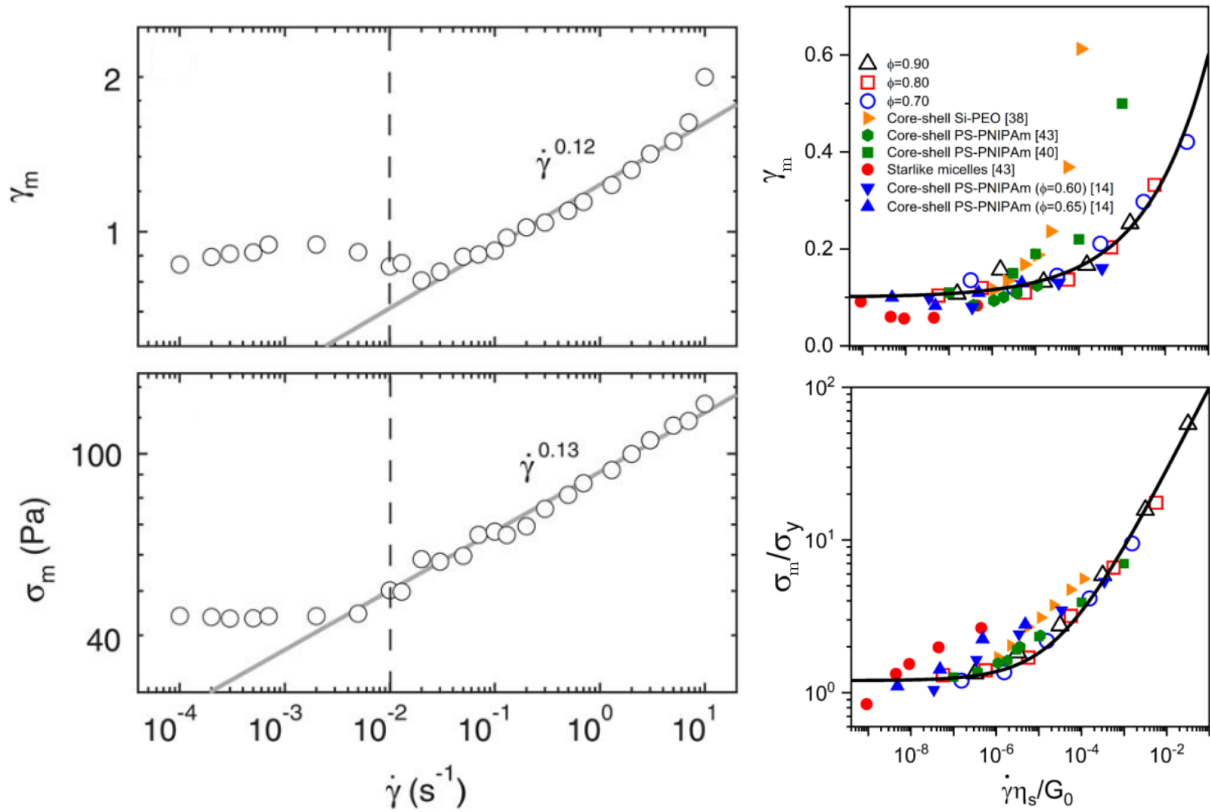 2
1
γₘ
γ̇^0.12
100
40
σₘ (Pa)
γ̇^0.13
10⁻⁴ 10⁻³ 10⁻² 10⁻¹ 10⁰ 10¹
γ̇ (s⁻¹)
0.6
0.4
0.2
0.0
γₘ
ϕ=0.90
ϕ=0.80
ϕ=0.70
Core-shell Si-PEO [38]
Core-shell PS-PNIPAm [43]
Core-shell PS-PNIPAm [40]
Starlike micelles [43]
Core-shell PS-PNIPAm (ϕ=0.60) [14]
Core-shell PS-PNIPAm (ϕ=0.65) [14]
10²
10¹
10⁰
σₘ/σ_y
10⁻⁸ 10⁻⁶ 10⁻⁴ 10⁻²
γ̇ηₛ/G₀